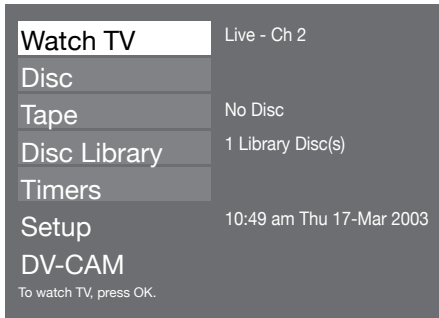 Watch TV
Live - Ch 2
Disc
Tape
No Disc
Disc Library
1 Library Disc(s)
Timers
Setup
10:49 am Thu 17-Mar 2003
DV-CAM
To watch TV, press OK.